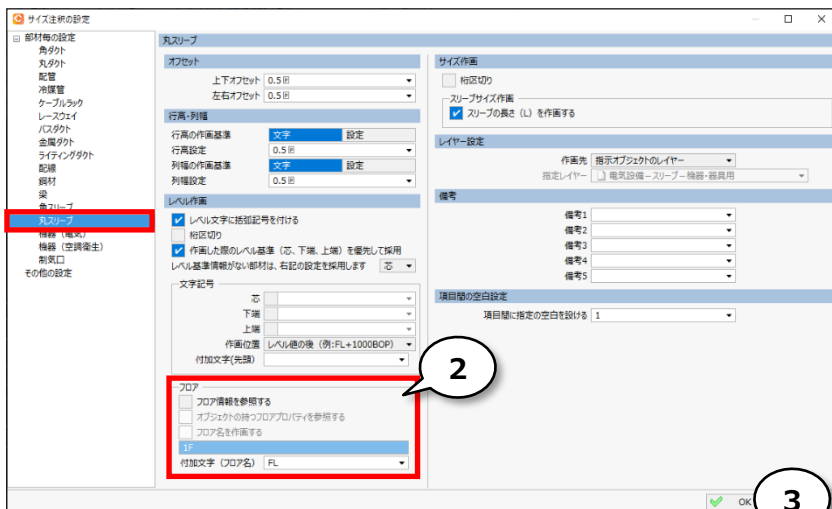 サイズ注釈の設定
部材毎の設定
角ダクト
丸ダクト
配管
冷媒管
ケーブルラック
レースウェイ
バスダクト
金属ダクト
ライティングダクト
配線
鋼材
梁
角スリーブ
丸スリーブ
機器（電気）
機器（空調衛生）
制気口
その他の設定
丸スリーブ
オフセット
上下オフセット 0.5
左右オフセット 0.5
行高・列幅
行高の作画基準 文字 設定
行高設定 0.5
列幅の作画基準 文字 設定
列幅設定 0.5
レベル作画
レベル文字に括弧記号を付ける
桁区切り
作画した際のレベル基準（芯、下端、上端）を優先して採用
レベル基準情報がない部材は、右記の設定を採用します 芯
文字記号
芯
下端
上端
作画位置 レベル値の後（例:FL+1000BOP）
付加文字(先頭)
フロア
フロア情報を参照する
オブジェクトの持つフロアプロパティを参照する
フロア名を作画する
1F
付加文字（フロア名） FL
2
サイズ作画
桁区切り
スリーブサイズ作画
スリーブの長さ（L）を作画する
レイヤー設定
作画先 指示オブジェクトのレイヤー
指定レイヤー 電気設備－スリーブ－機器・器具用
備考
備考1
備考2
備考3
備考4
備考5
項目間の空白設定
項目間に指定の空白を設ける 1
OK
3